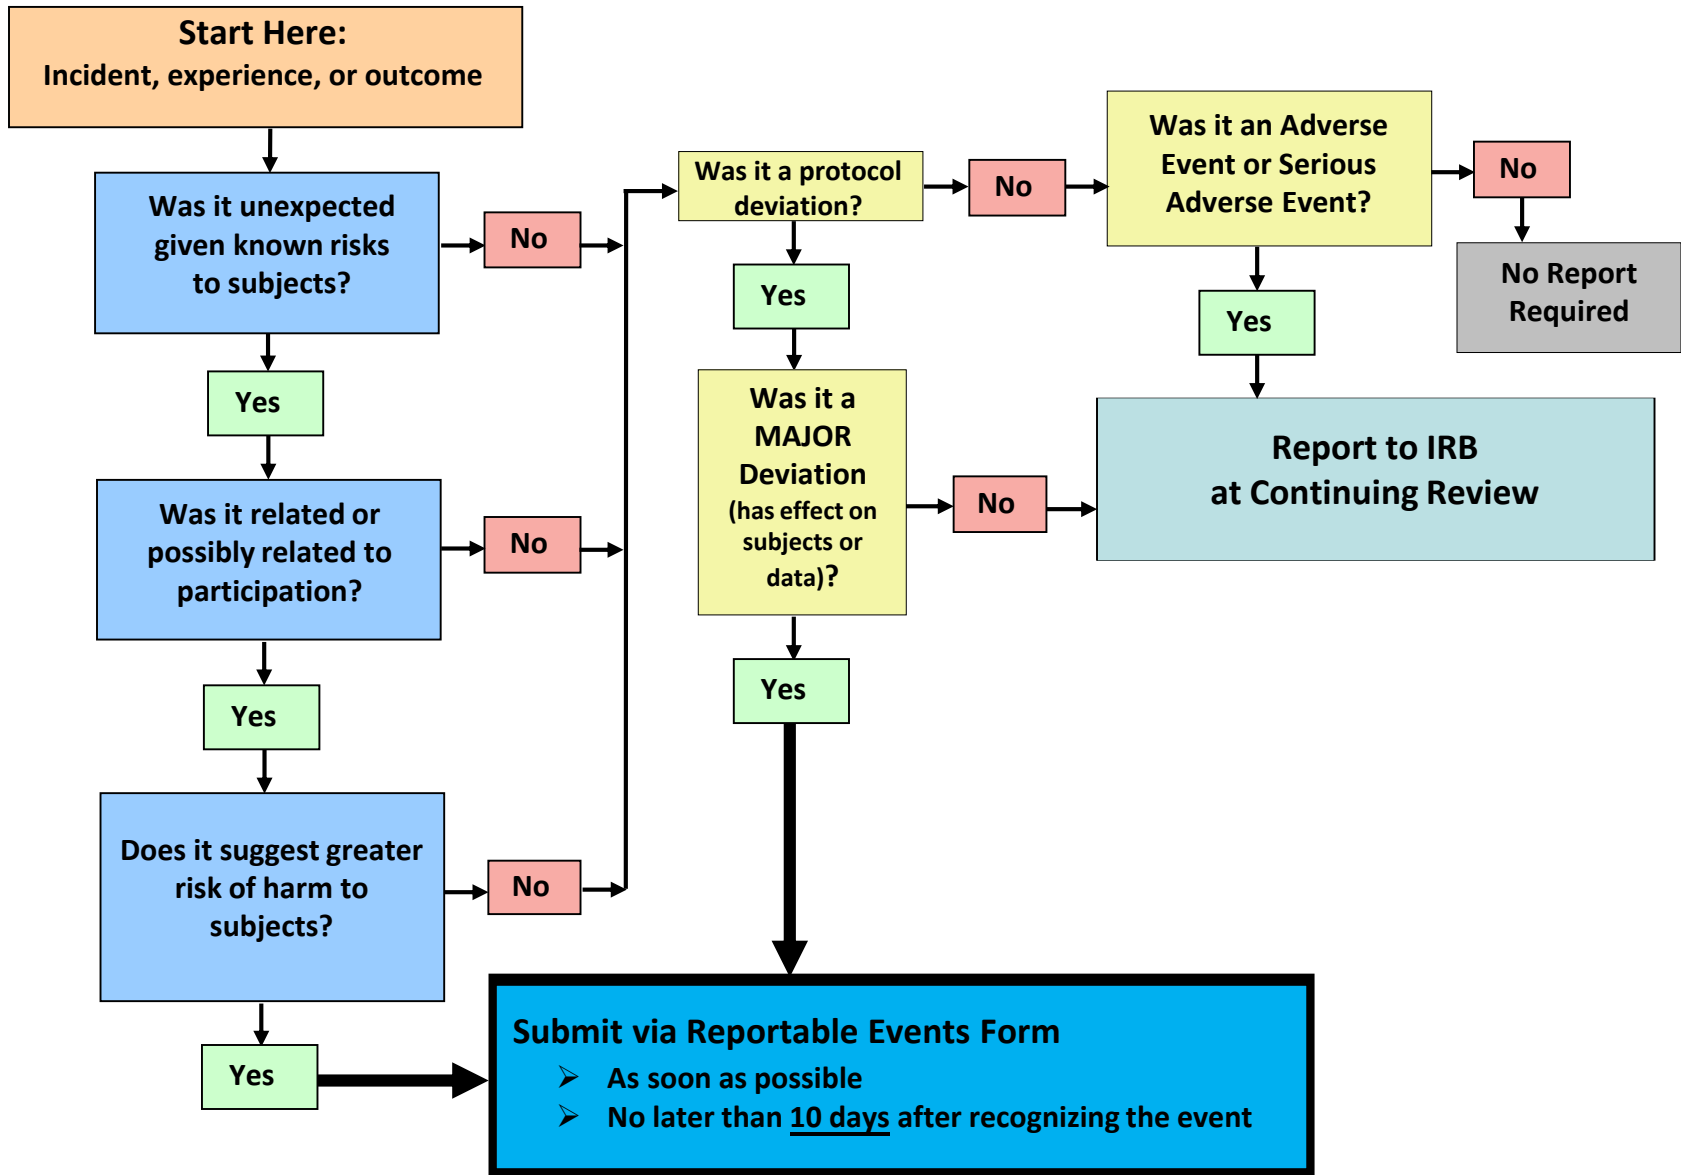 Start Here:
Incident, experience, or outcome
Was it unexpected
given known risks
to subjects?
No
Yes
Was it related or
possibly related to
participation?
No
Yes
Does it suggest greater
risk of harm to
subjects?
No
Yes
Was it a protocol
deviation?
No
Yes
Was it a
MAJOR
Deviation
(has effect on
subjects or
data)?
No
Yes
Was it an Adverse
Event or Serious
Adverse Event?
No
No Report
Required
Yes
Report to IRB
at Continuing Review
Submit via Reportable Events Form
➢ As soon as possible
➢ No later than 10 days after recognizing the event